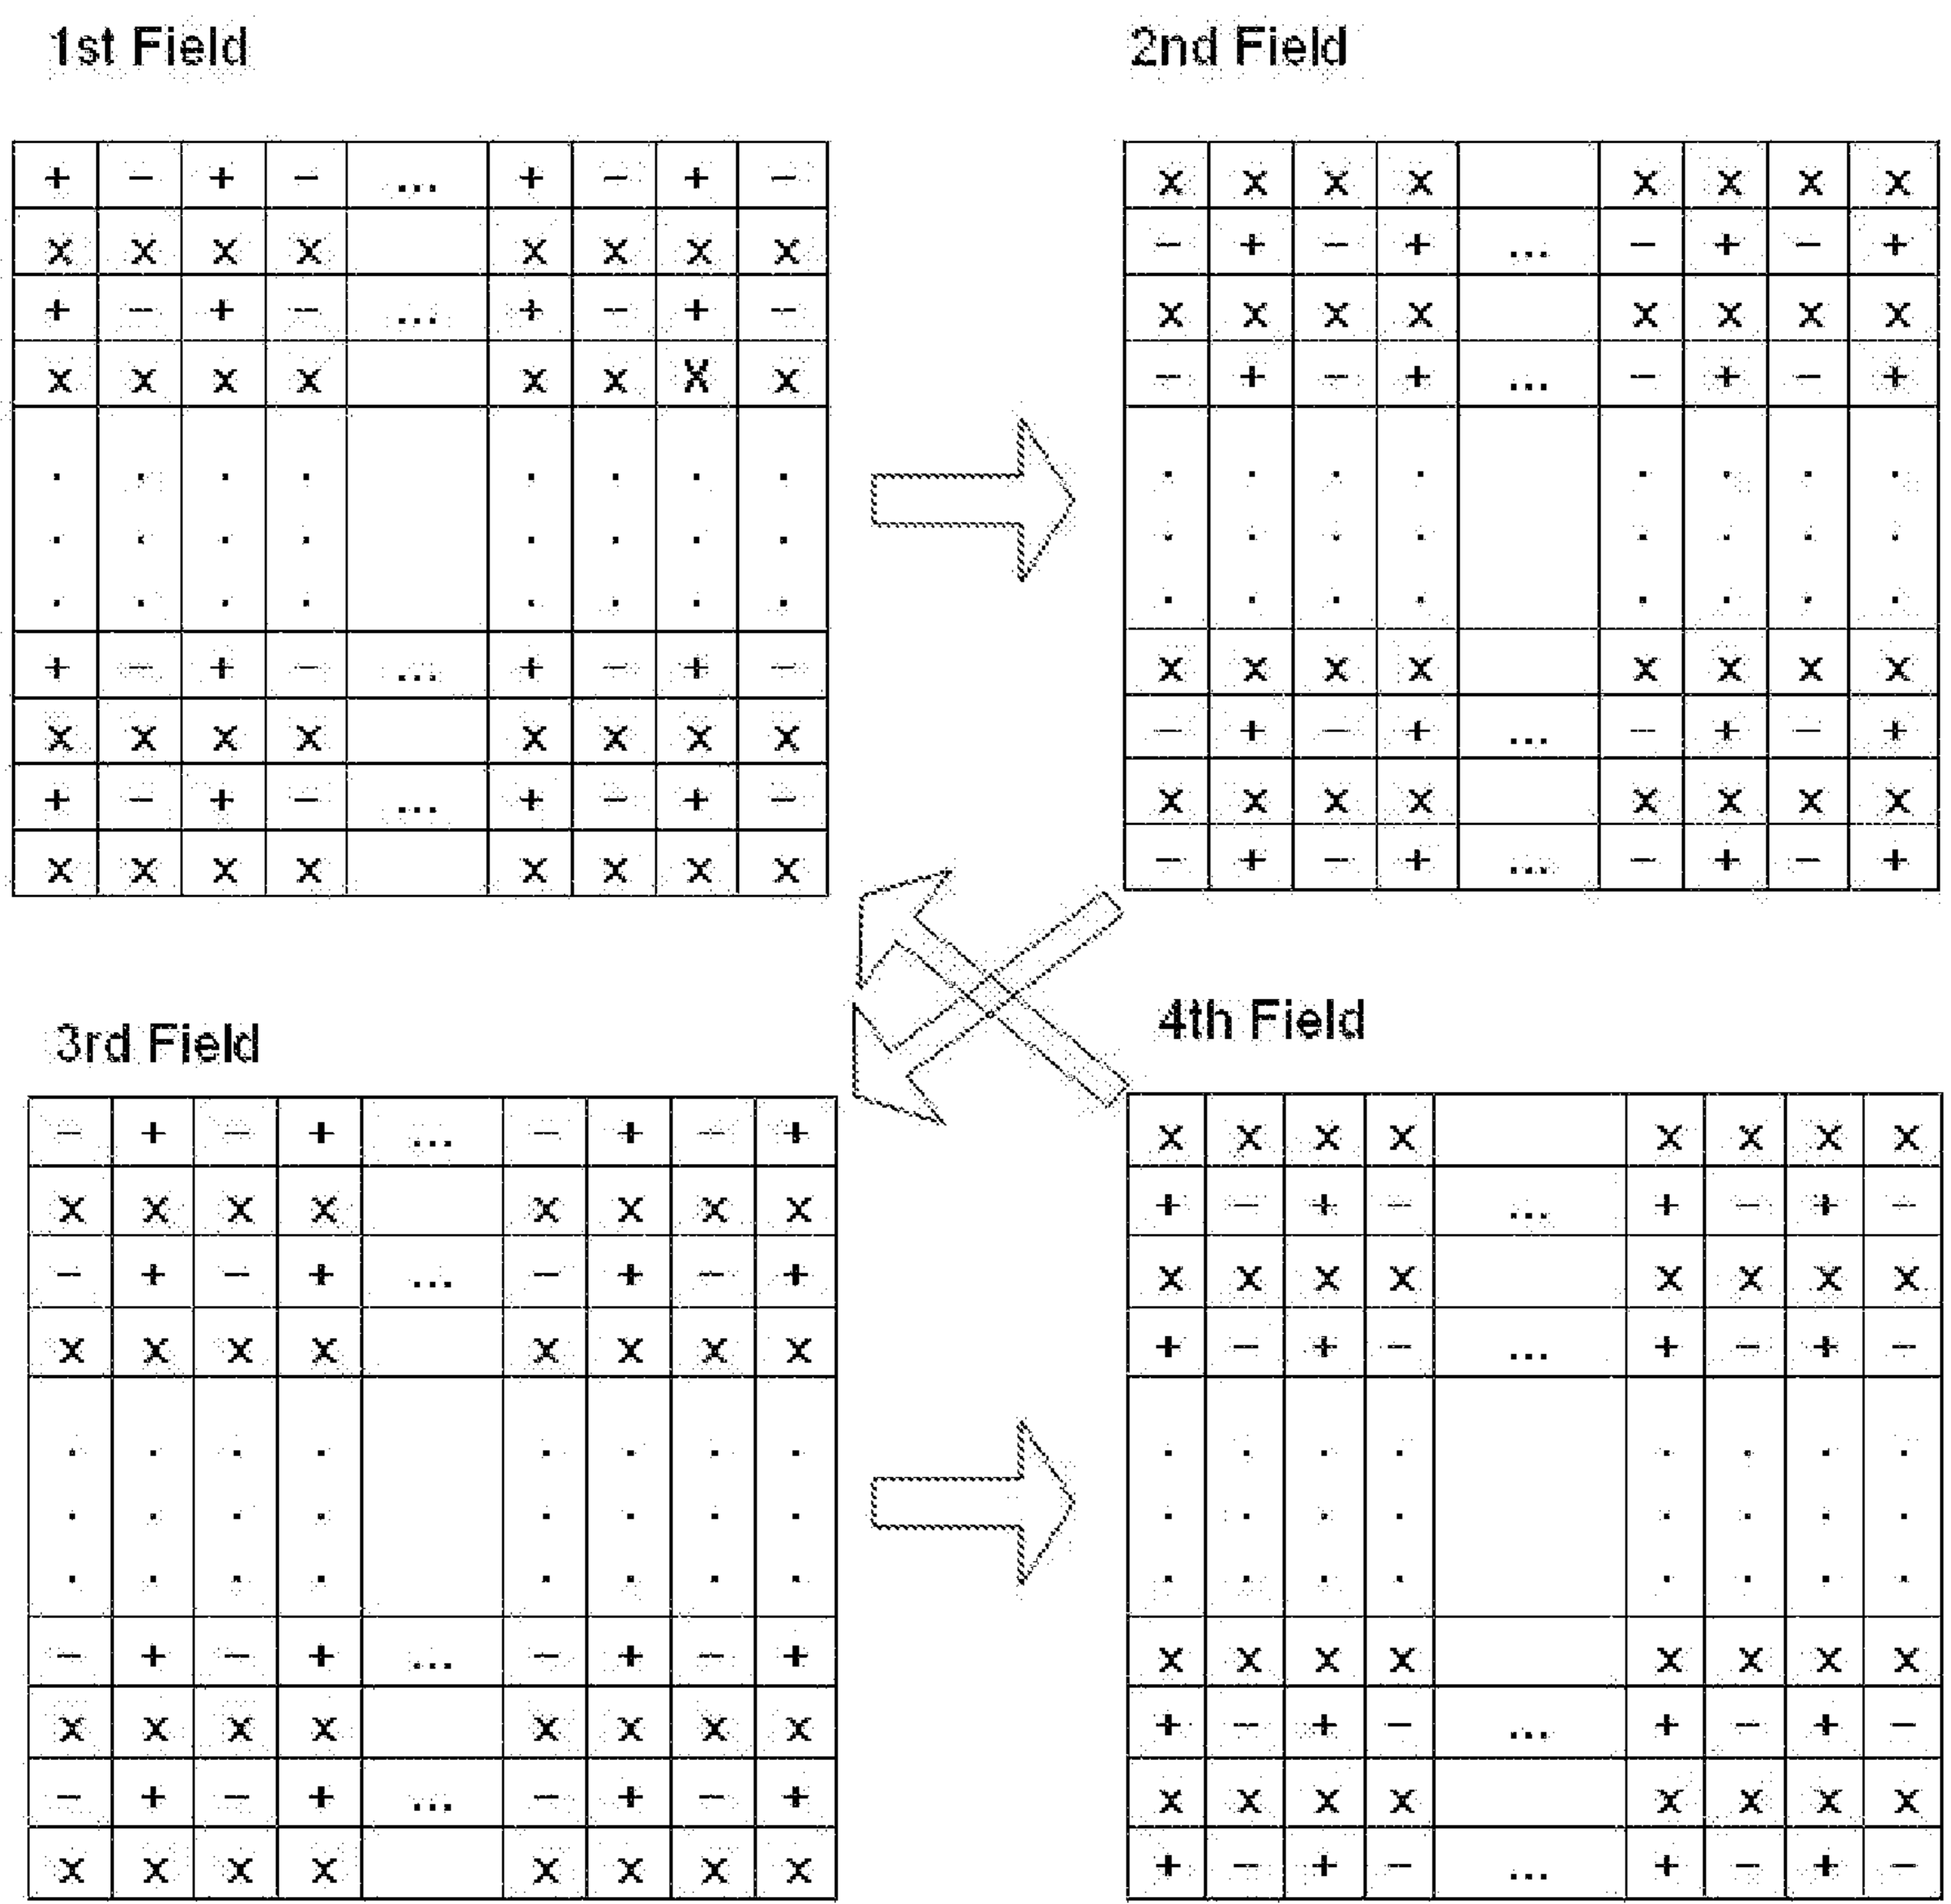 1st Field
+ − + − ... + − + −
x x x x x x x x
+ − + − ... + − + −
x x x x x x X x
. . . . . . . .
. . . . . . . .
. . . . . . . .
+ − + − ... + − + −
x x x x x x x x
+ − + − ... + − + −
x x x x x x x x
2nd Field
x x x x x x x x
− + − + ... − + − +
x x x x x x x x
− + − + ... − + − +
. . . . . . . .
. . . . . . . .
. . . . . . . .
x x x x x x x x
− + − + ... − + − +
x x x x x x x x
− + − + ... − + − +
3rd Field
− + − + ... − + − +
x x x x x x x x
− + − + ... − + − +
x x x x x x x x
. . . . . . . .
. . . . . . . .
. . . . . . . .
− + − + ... − + − +
x x x x x x x x
− + − + ... − + − +
x x x x x x x x
4th Field
x x x x x x x x
+ − + − ... + − + −
x x x x x x x x
+ − + − ... + − + −
. . . . . . . .
. . . . . . . .
. . . . . . . .
x x x x x x x x
+ − + − ... + − + −
x x x x x x x x
+ − + − ... + − + −